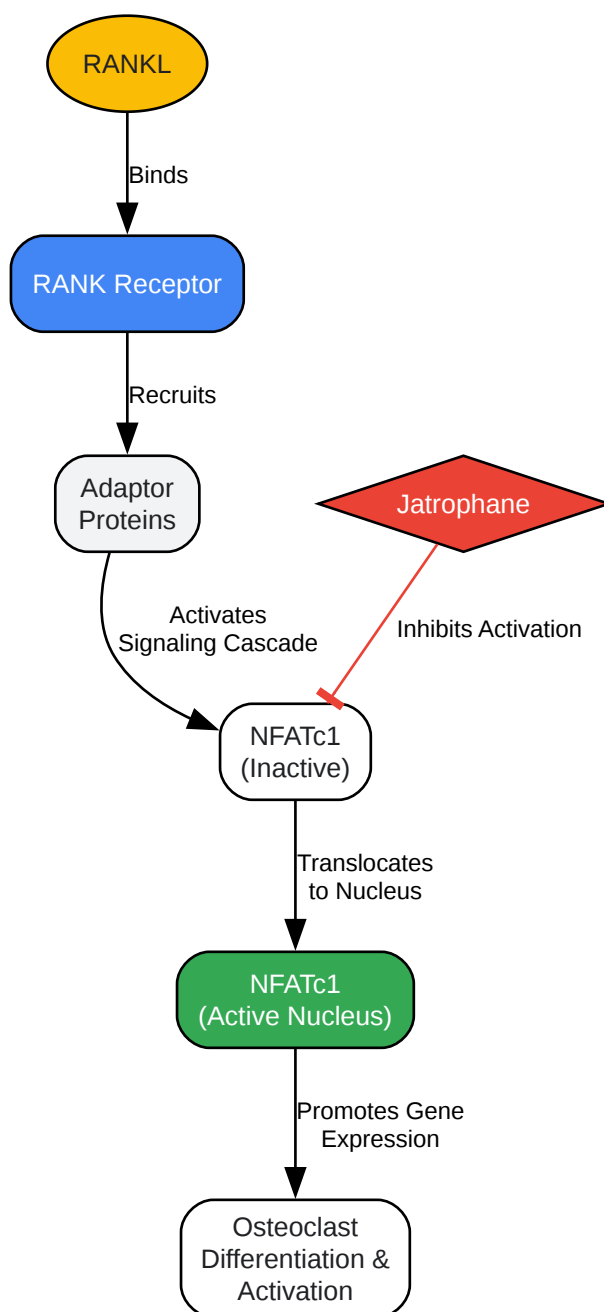 RANKL
Binds
RANK Receptor
Recruits
Adaptor
Proteins
Jatrophane
Activates
Signaling Cascade
Inhibits Activation
NFATc1
(Inactive)
Translocates
to Nucleus
NFATc1
(Active Nucleus)
Promotes Gene
Expression
Osteoclast
Differentiation &
Activation